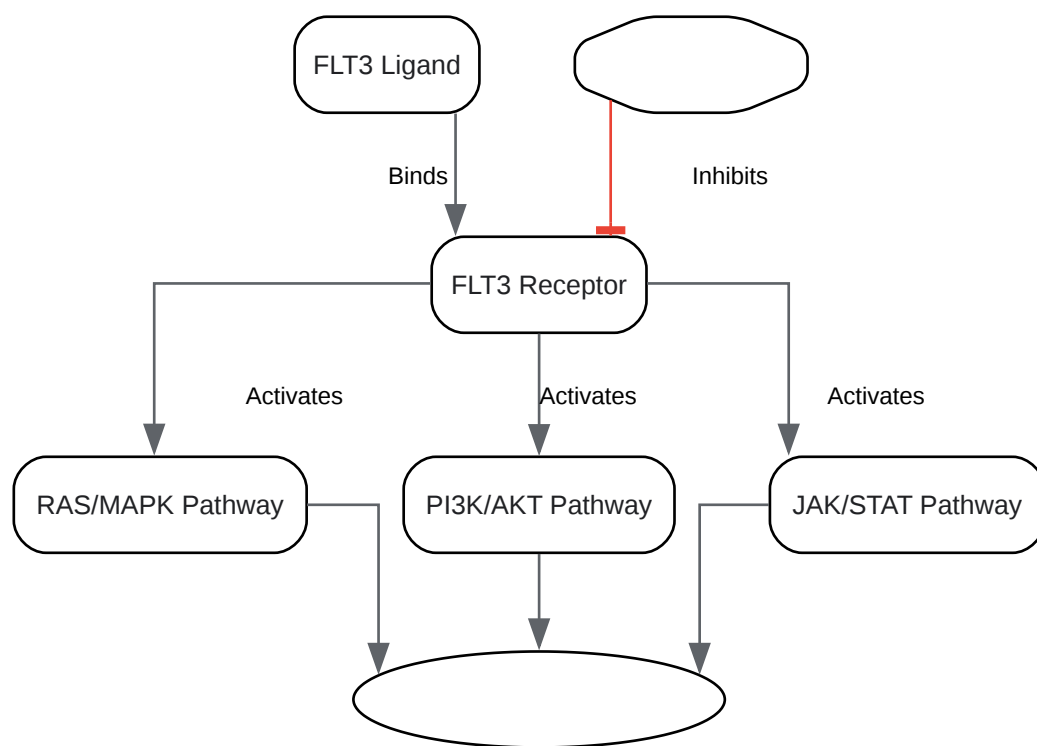 FLT3 Ligand
Binds
Inhibits
FLT3 Receptor
Activates
Activates
Activates
RAS/MAPK Pathway
PI3K/AKT Pathway
JAK/STAT Pathway